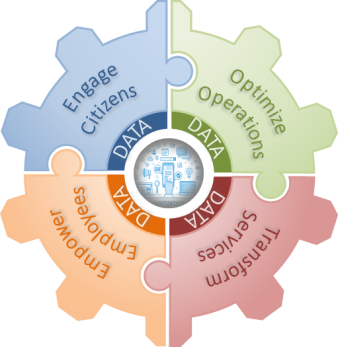 Engage
Citizens
DATA
Optimize
Operations
DATA
Empower
Employees
DATA
Transform
Services
DATA